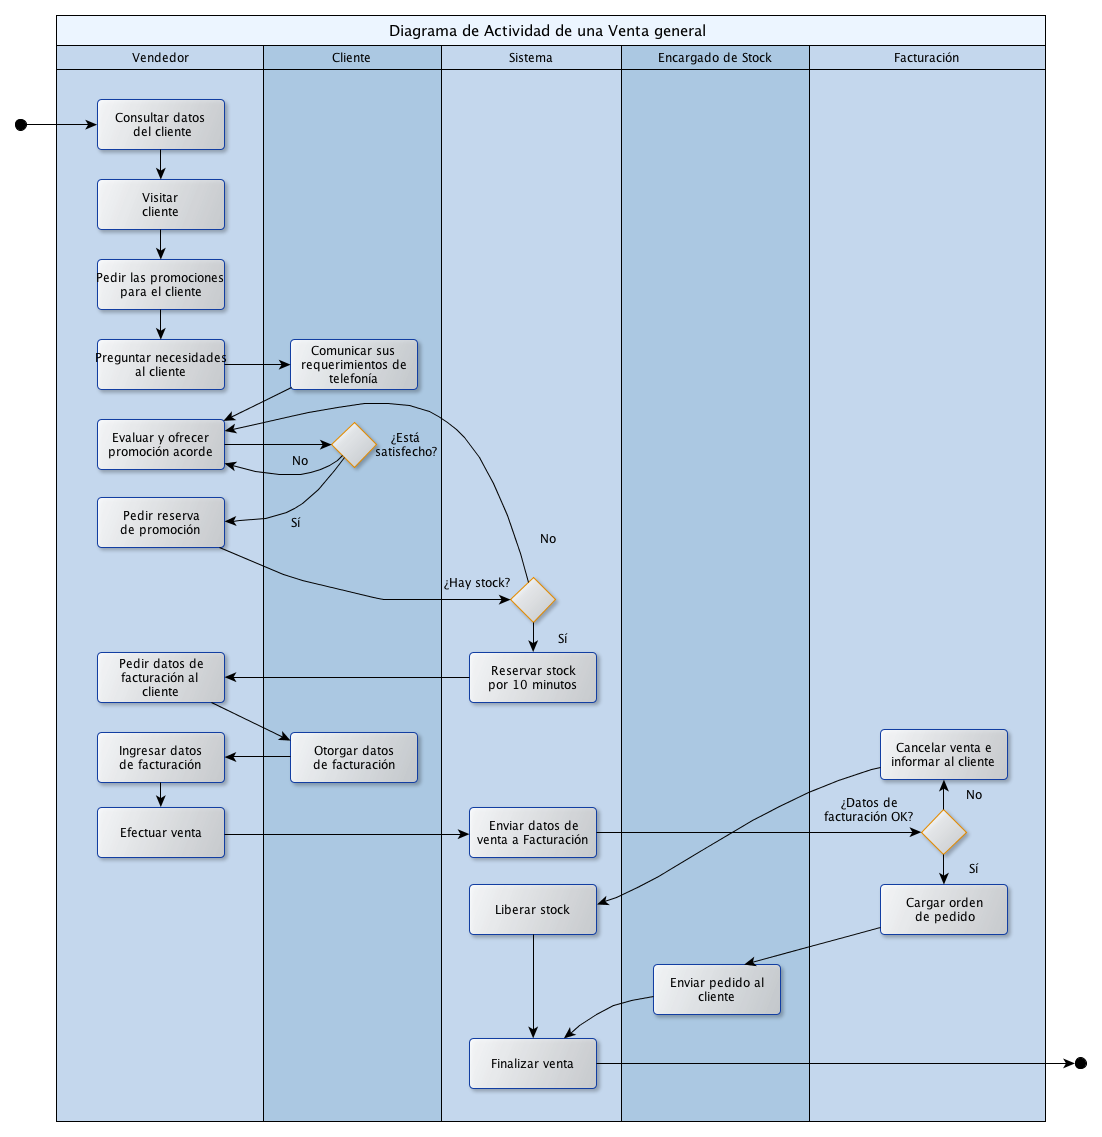 Diagrama de Actividad de una Venta general
Vendedor
Cliente
Sistema
Encargado de Stock
Facturación
Consultar datos
del cliente
Visitar
cliente
Pedir las promociones
para el cliente
Preguntar necesidades
al cliente
Comunicar sus
requerimientos de
telefonía
Evaluar y ofrecer
promoción acorde
¿Está
satisfecho?
No
Sí
Pedir reserva
de promoción
No
¿Hay stock?
Sí
Reservar stock
por 10 minutos
Pedir datos de
facturación al
cliente
Otorgar datos
de facturación
Ingresar datos
de facturación
Efectuar venta
Enviar datos de
venta a Facturación
¿Datos de
facturación OK?
No
Cancelar venta e
informar al cliente
Sí
Liberar stock
Cargar orden
de pedido
Enviar pedido al
cliente
Finalizar venta